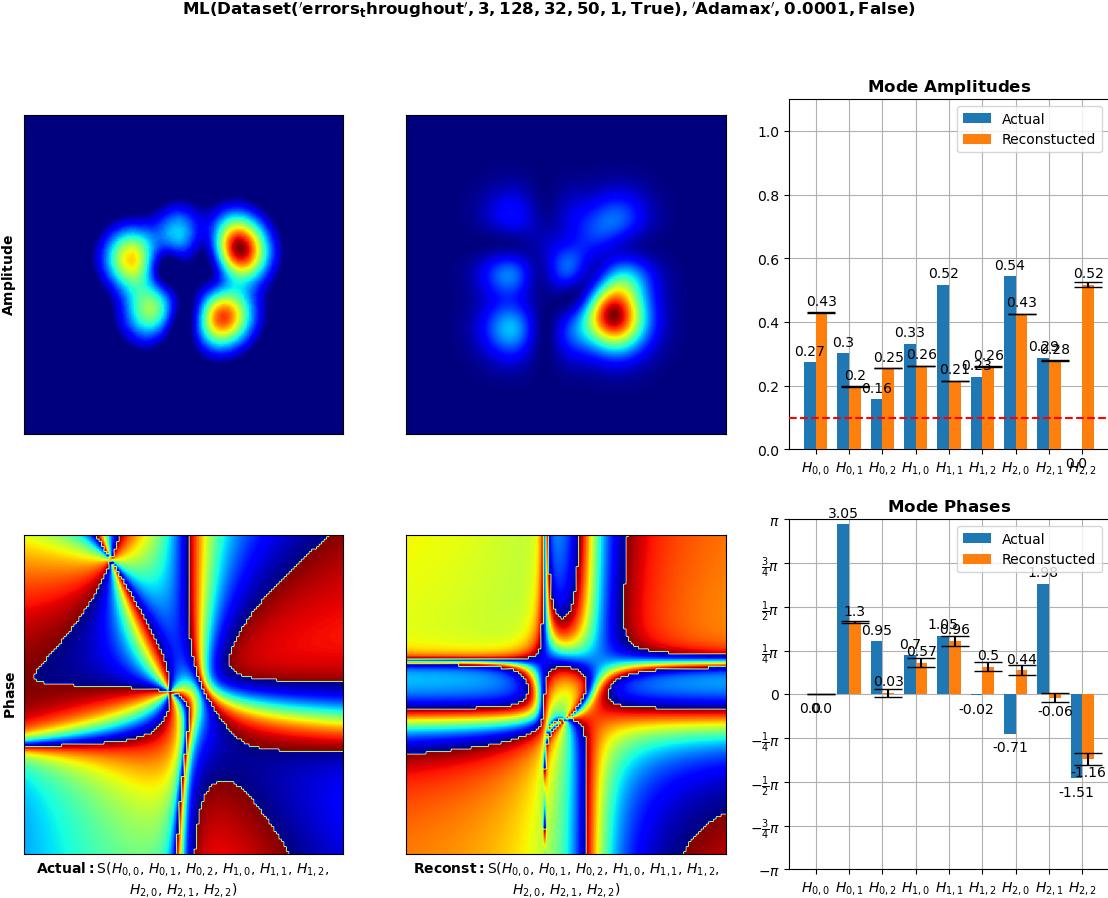 ML(Dataset('errors_throughout', 3, 128, 32, 50, 1, True), 'Adamax', 0.0001, False)
Amplitude
Mode Amplitudes
Actual
Reconstucted
1.0
0.8
0.6
0.4
0.2
0.0
0.27
0.43
0.3
0.2
0.16
0.25
0.33
0.26
0.52
0.21
0.23
0.26
0.54
0.43
0.29
0.28
0.0
0.52
H0,0 H0,1 H0,2 H1,0 H1,1 H1,2 H2,0 H2,1 H2,2
Phase
Actual: S(H0,0, H0,1, H0,2, H1,0, H1,1, H1,2,
H2,0, H2,1, H2,2)
Reconst: S(H0,0, H0,1, H0,2, H1,0, H1,1, H1,2,
H2,0, H2,1, H2,2)
Mode Phases
Actual
Reconstucted
π
3/4π
1/2π
1/4π
0
−1/4π
−1/2π
−3/4π
−π
0.0
0.0
3.05
1.3
0.95
0.03
0.7
0.57
1.05
0.96
-0.02
0.5
-0.71
0.44
1.98
-0.06
-1.51
-1.16
H0,0 H0,1 H0,2 H1,0 H1,1 H1,2 H2,0 H2,1 H2,2